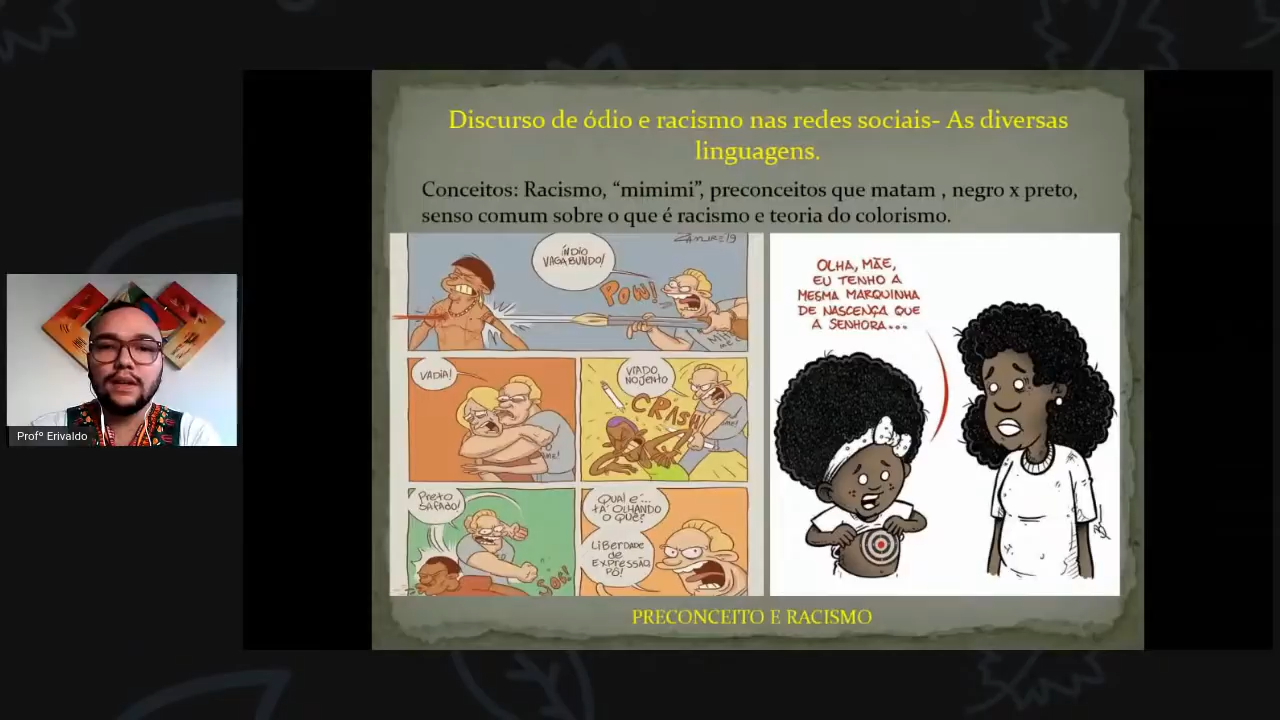 Discurso de ódio e racismo nas redes sociais- As diversas
linguagens.
Conceitos: Racismo, “mimimi”, preconceitos que matam , negro x preto,
senso comum sobre o que é racismo e teoria do colorismo.
ÍNDIO
VAGABUNDO!
POW!
VADIA!
VIADO
NOJENTO
CRASH!
PRETO
SAFADO!
SOC!
QUAL É...
TÁ OLHANDO
O QUE?
LIBERDADE
DE
EXPRESSÃO,
PÔ!
OLHA, MÃE,
EU TENHO A
MESMA MARQUINHA
DE NASCENÇA QUE
A SENHORA...
PRECONCEITO E RACISMO
Profº Erivaldo